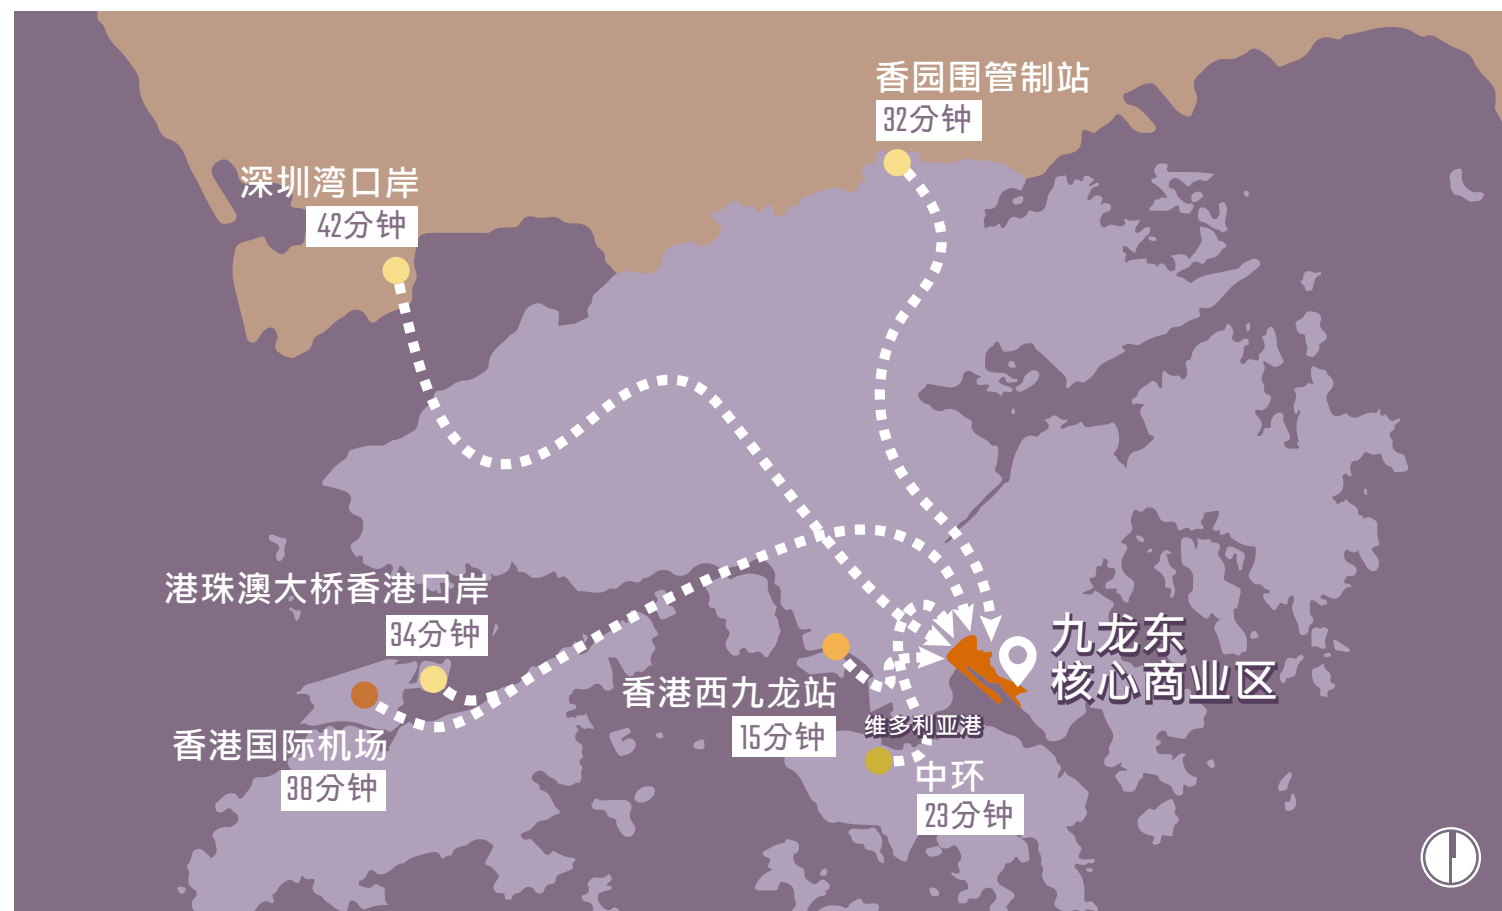 香园围管制站
32分钟
深圳湾口岸
42分钟
港珠澳大桥香港口岸
34分钟
九龙东
核心商业区
香港西九龙站
15分钟
维多利亚港
香港国际机场
38分钟
中环
23分钟